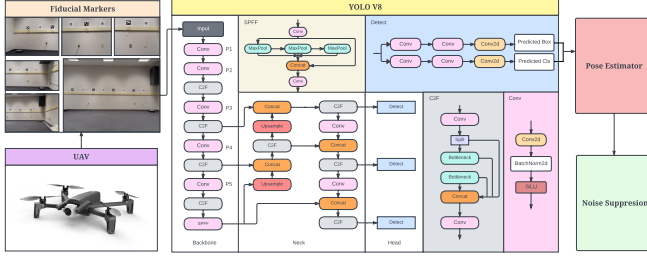 Fiducial Markers
UAV
YOLO V8
Input
Conv
P1
Conv
P2
C2F
Conv
P3
C2F
Conv
P4
C2F
Conv
P5
C2F
SPFF
Backbone
SPFF
Conv
MaxPool
MaxPool
MaxPool
Concat
Conv
Detect
Conv
Conv
Conv2d
Predicted Box
Conv
Conv
Conv2d
Predicted Cls
Concat
Upsample
C2F
Concat
Upsample
C2F
Conv
Concat
C2F
Conv
Concat
C2F
Neck
Detect
Detect
Detect
Head
C2F
Conv
Split
Bottleneck
Bottleneck
Concat
Conv
Conv
Conv2d
BatchNorm2d
SiLU
Pose Estimator
Noise Suppresion